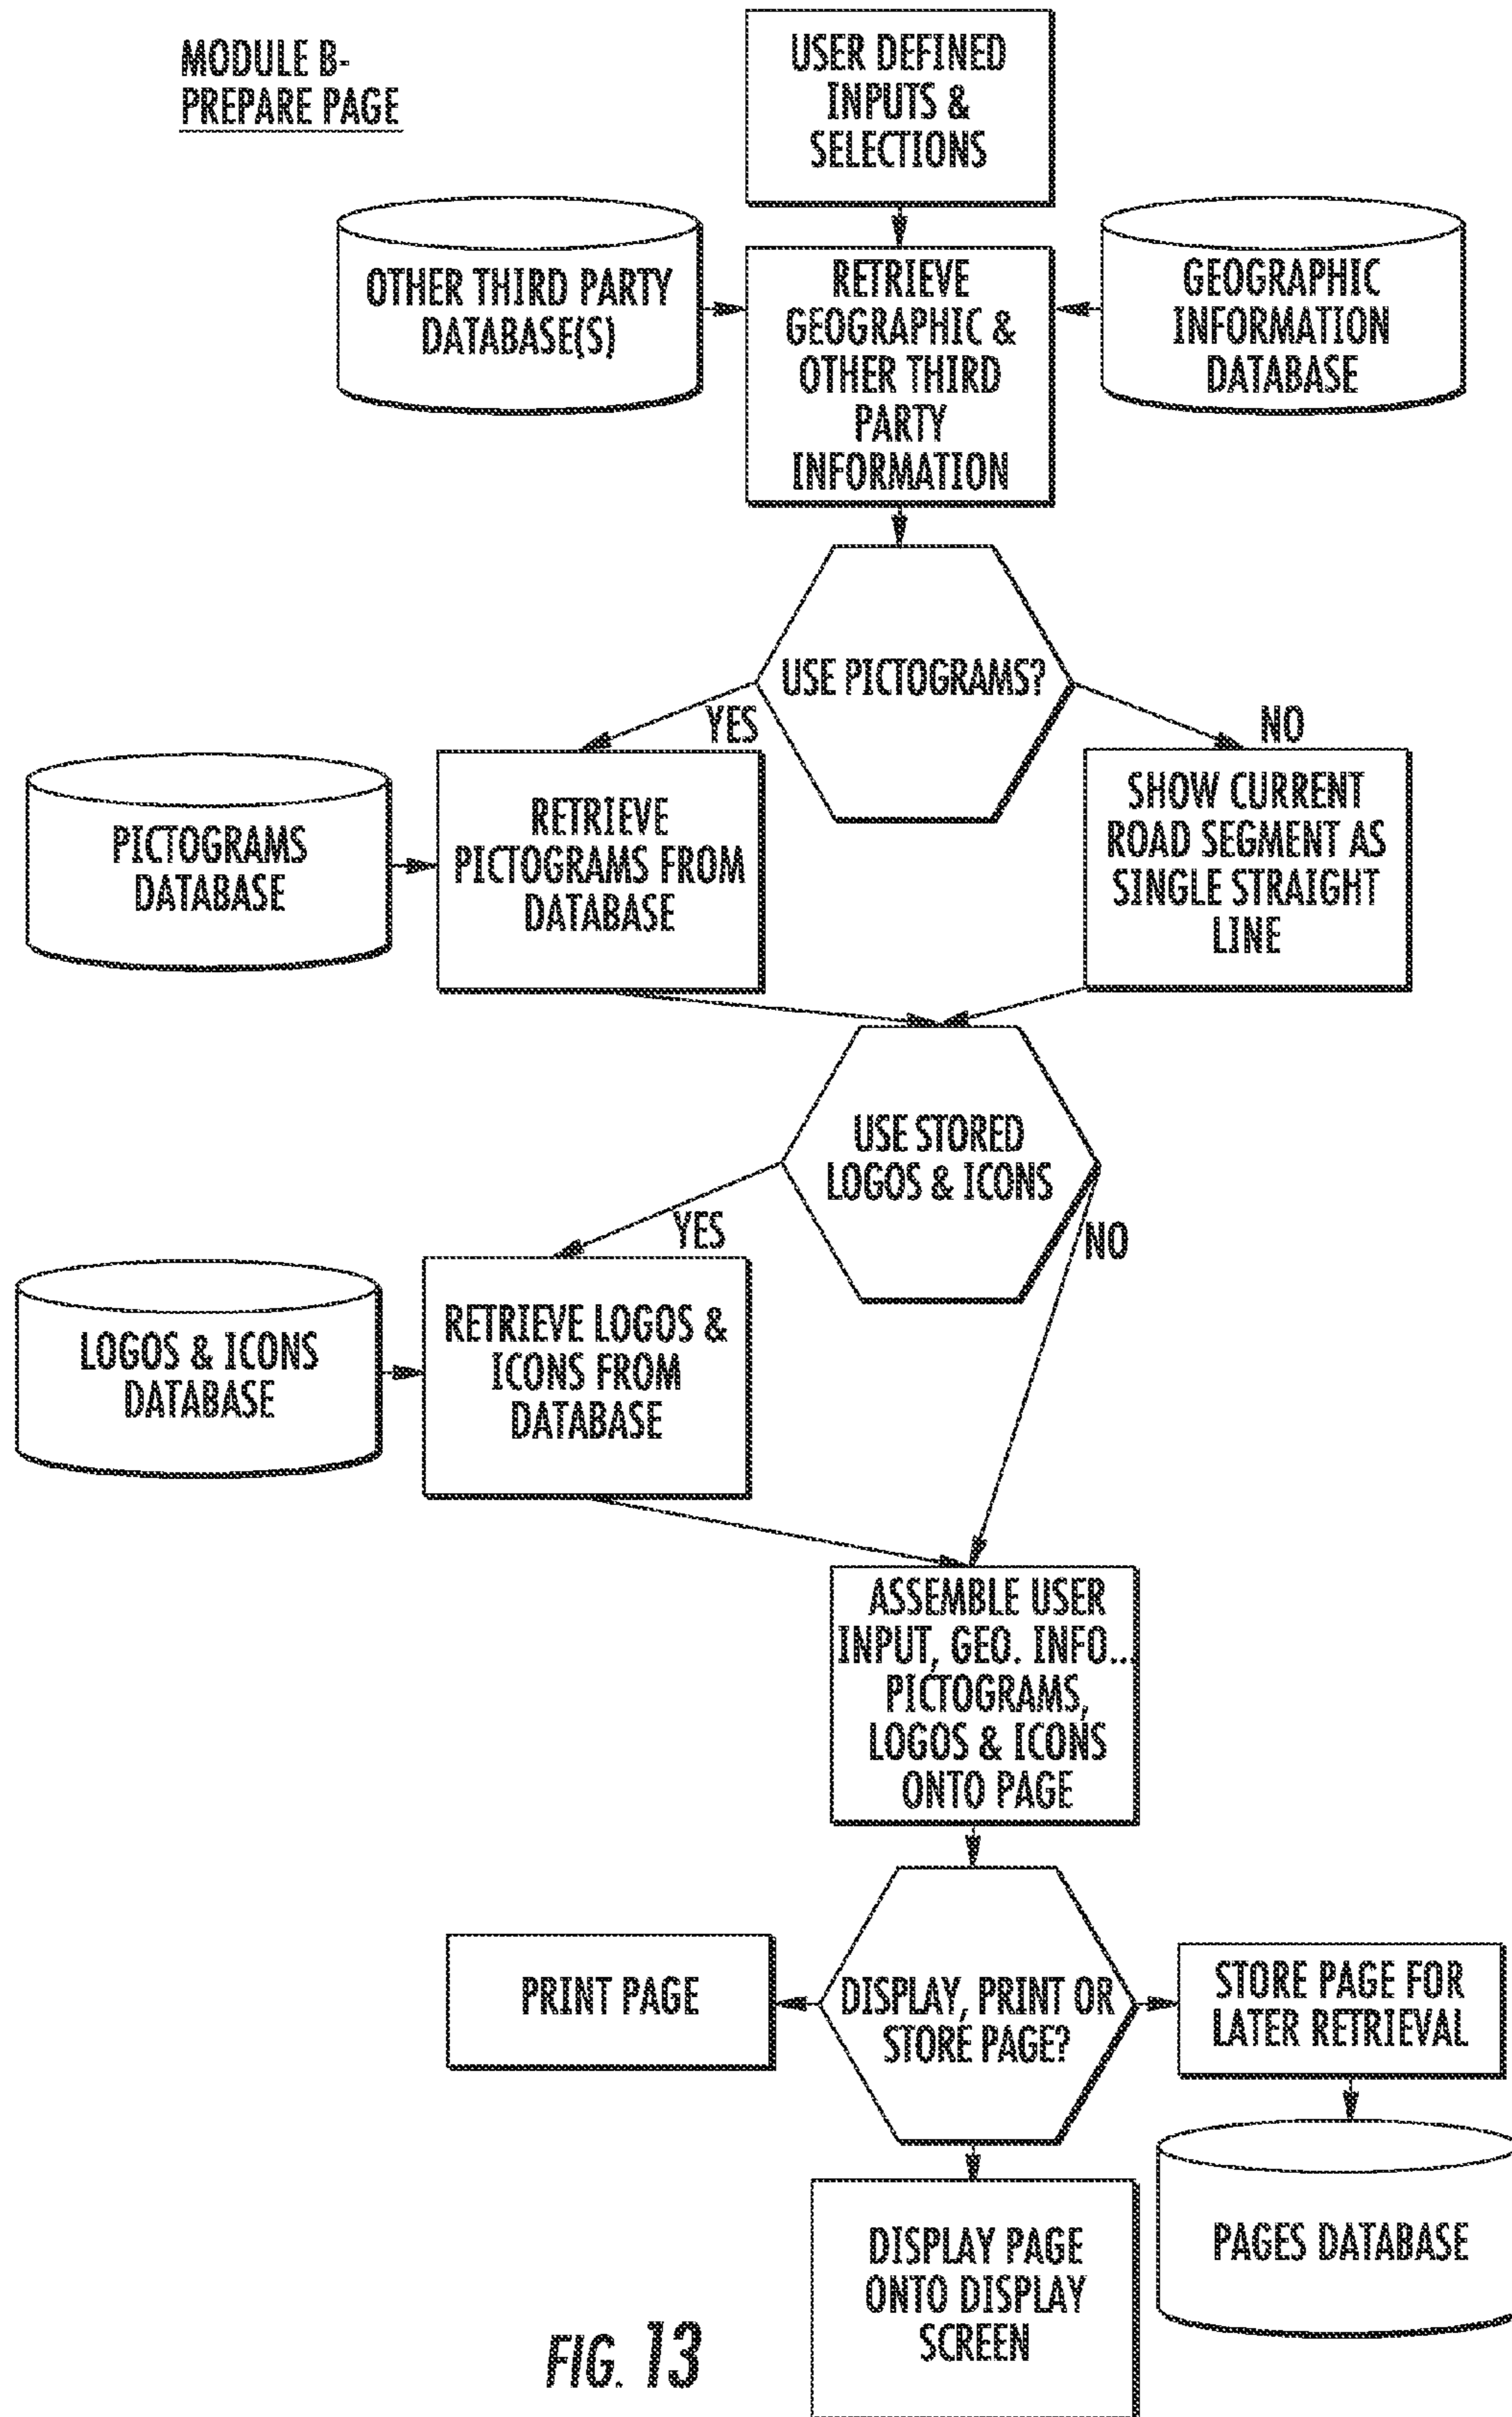 MODULE B-
PREPARE PAGE
USER DEFINED
INPUTS &
SELECTIONS
OTHER THIRD PARTY
DATABASE(S)
RETRIEVE
GEOGRAPHIC &
OTHER THIRD
PARTY
INFORMATION
GEOGRAPHIC
INFORMATION
DATABASE
USE PICTOGRAMS?
YES
NO
PICTOGRAMS
DATABASE
RETRIEVE
PICTOGRAMS FROM
DATABASE
SHOW CURRENT
ROAD SEGMENT AS
SINGLE STRAIGHT
LINE
USE STORED
LOGOS & ICONS
YES
NO
LOGOS & ICONS
DATABASE
RETRIEVE LOGOS &
ICONS FROM
DATABASE
ASSEMBLE USER
INPUT, GEO. INFO...
PICTOGRAMS,
LOGOS & ICONS
ONTO PAGE
PRINT PAGE
DISPLAY, PRINT OR
STORE PAGE?
STORE PAGE FOR
LATER RETRIEVAL
PAGES DATABASE
DISPLAY PAGE
ONTO DISPLAY
SCREEN
FIG. 13